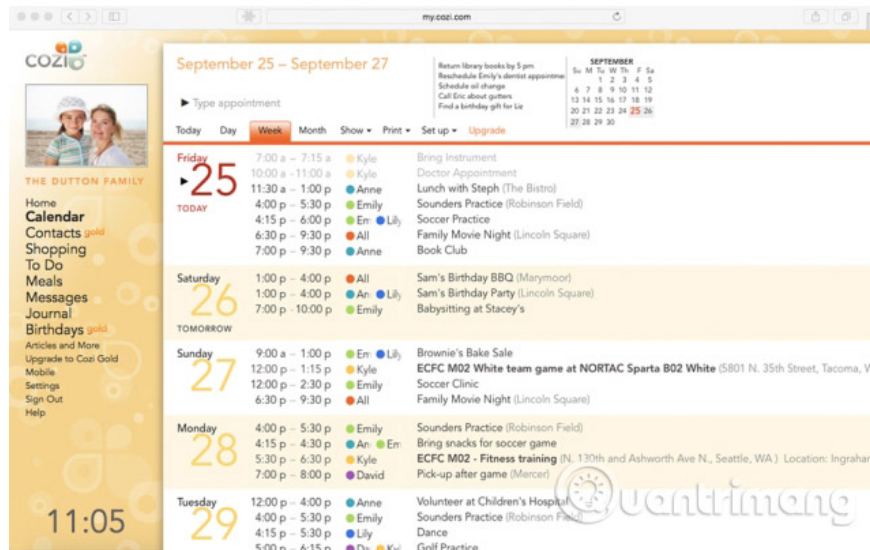 my.cozi.com
cozi
September 25 – September 27
Return library books by 5 pm
Reschedule Emily's dentist appointme
Schedule oil change
Call Eric about gutters
Find a birthday gift for Liz
SEPTEMBER
Su M Tu W Th F Sa
1 2 3 4 5
6 7 8 9 10 11 12
13 14 15 16 17 18 19
20 21 22 23 24 25 26
27 28 29 30
Type appointment
Today Day Week Month Show Print Set up Upgrade
THE DUTTON FAMILY
Home
Calendar
Contacts gold
Shopping
To Do
Meals
Messages
Journal
Birthdays gold
Articles and More
Upgrade to Cozi Gold
Mobile
Settings
Sign Out
Help
11:05
Friday
25
TODAY
7:00 a – 7:15 a Kyle Bring Instrument
10:00 a – 11:00 a Kyle Doctor Appointment
11:30 a – 1:00 p Anne Lunch with Steph (The Bistro)
4:00 p – 5:30 p Emily Sounders Practice (Robinson Field)
4:15 p – 6:00 p Em Lily Soccer Practice
6:30 p – 9:30 p All Family Movie Night (Lincoln Square)
7:00 p – 9:30 p Anne Book Club
Saturday
26
TOMORROW
1:00 p – 4:00 p All Sam's Birthday BBQ (Marymoor)
1:00 p – 4:00 p An Lily Sam's Birthday Party (Lincoln Square)
7:00 p – 10:00 p Emily Babysitting at Stacey's
Sunday
27
9:00 a – 1:00 p Em Lily Brownie's Bake Sale
12:00 p – 1:15 p Kyle ECFC M02 White team game at NORTAC Sparta B02 White (5801 N. 35th Street, Tacoma, W
12:00 p – 2:30 p Emily Soccer Clinic
6:30 p – 9:30 p All Family Movie Night (Lincoln Square)
Monday
28
4:00 p – 5:30 p Emily Sounders Practice (Robinson Field)
4:15 p – 4:30 p An Em Bring snacks for soccer game
5:30 p – 6:30 p Kyle ECFC M02 - Fitness training (N. 130th and Ashworth Ave N., Seattle, WA ) Location: Ingrahar
7:00 p – 8:00 p David Pick-up after game (Mercer)
Tuesday
29
12:00 p – 4:00 p Anne Volunteer at Children's Hospital
4:00 p – 5:30 p Emily Sounders Practice (Robinson Field)
4:15 p – 5:30 p Lily Dance
5:00 p – 6:15 p Da Kyl Golf Practice
uantrimang